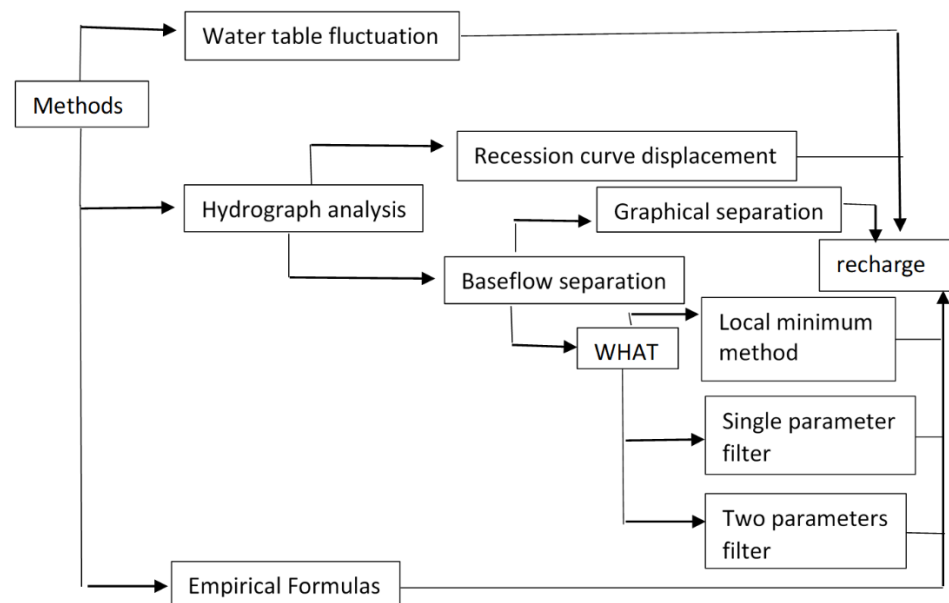 Water table fluctuation
Methods
Recession curve displacement
Hydrograph analysis
Graphical separation
recharge
Baseflow separation
Local minimum
method
WHAT
Single parameter
filter
Two parameters
filter
Empirical Formulas